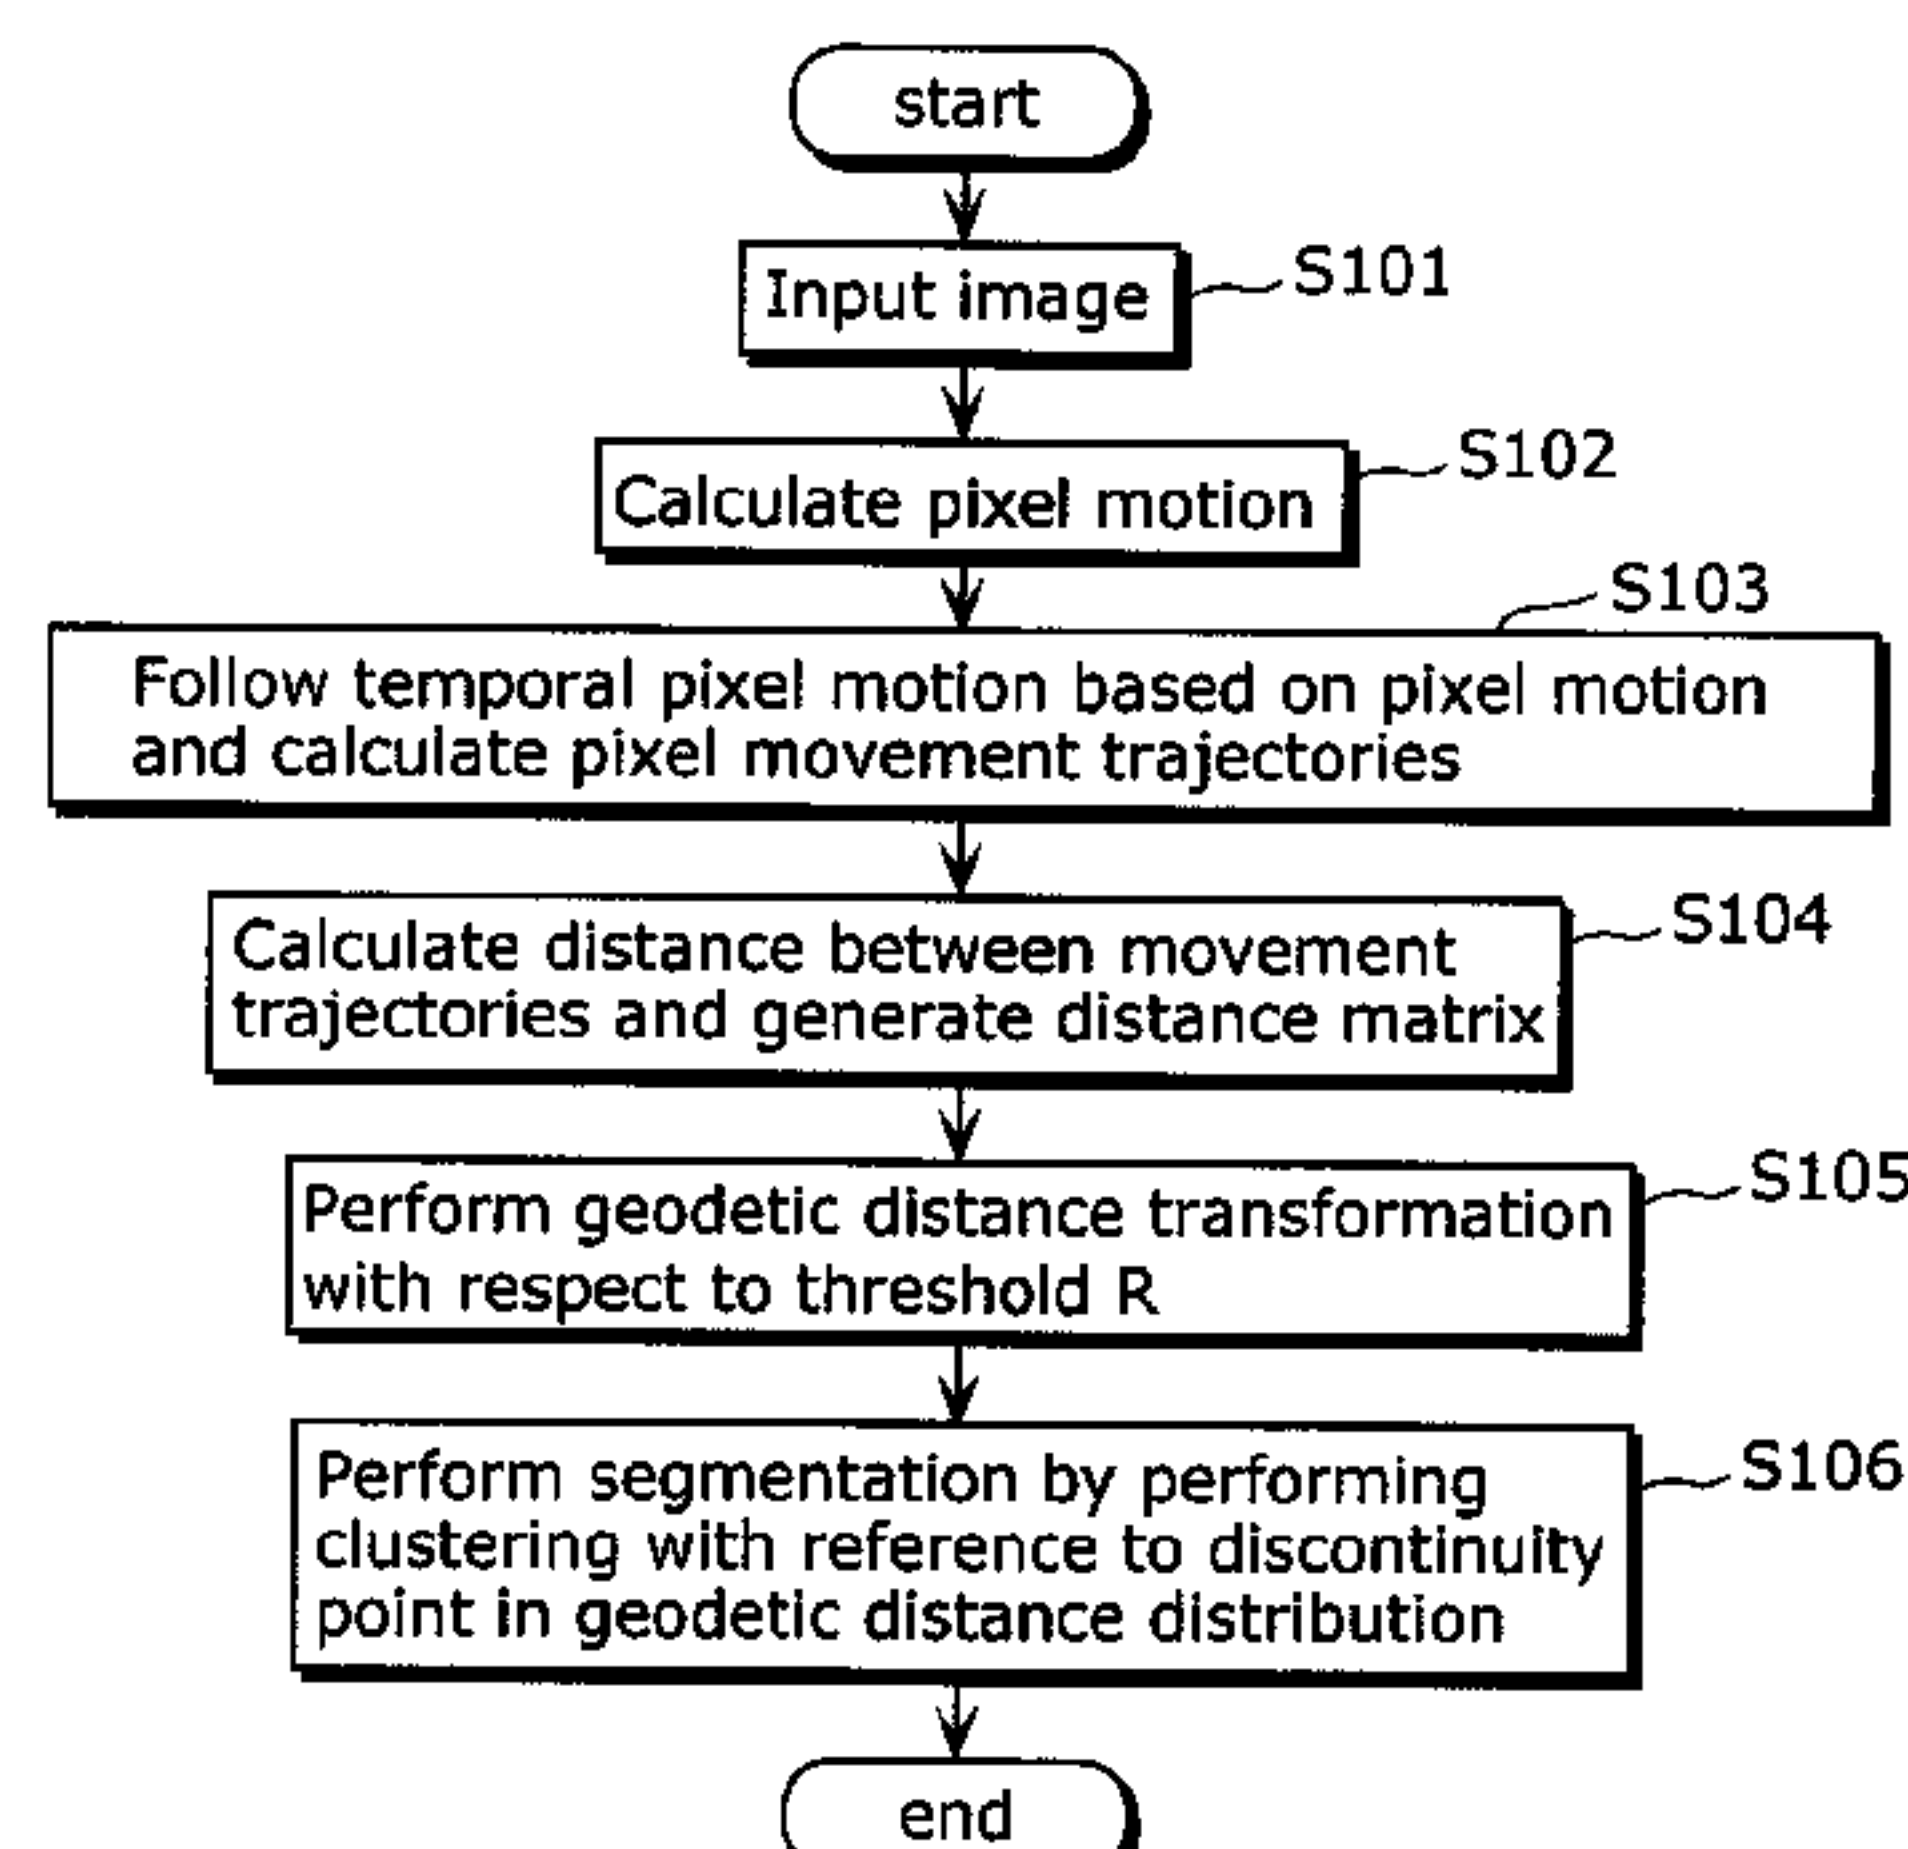 start
Input image
S101
Calculate pixel motion
S102
S103
Follow temporal pixel motion based on pixel motion
and calculate pixel movement trajectories
Calculate distance between movement
trajectories and generate distance matrix
S104
Perform geodetic distance transformation
with respect to threshold R
S105
Perform segmentation by performing
clustering with reference to discontinuity
point in geodetic distance distribution
S106
end